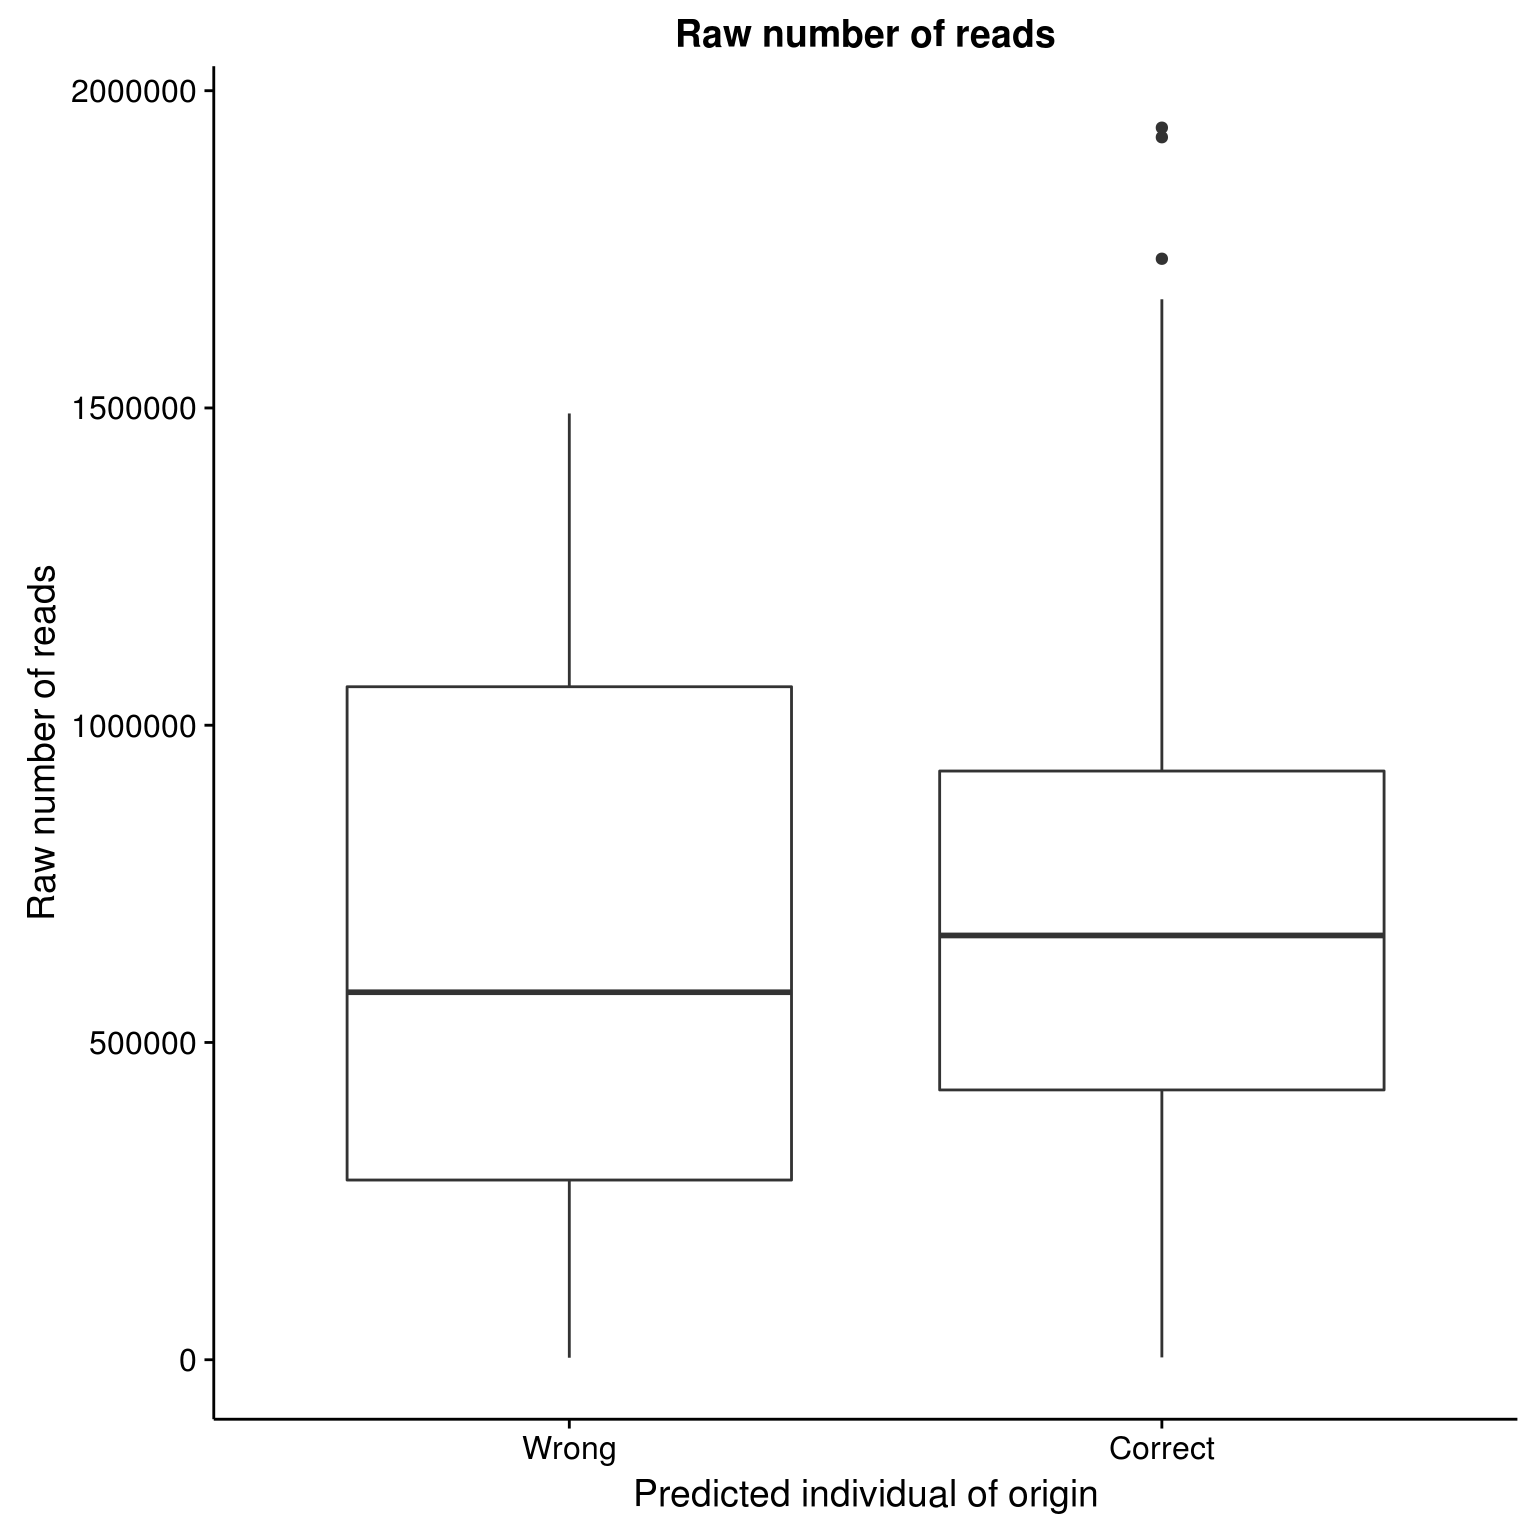 Raw number of reads
Raw number of reads
2000000
1500000
1000000
500000
0
Wrong
Correct
Predicted individual of origin